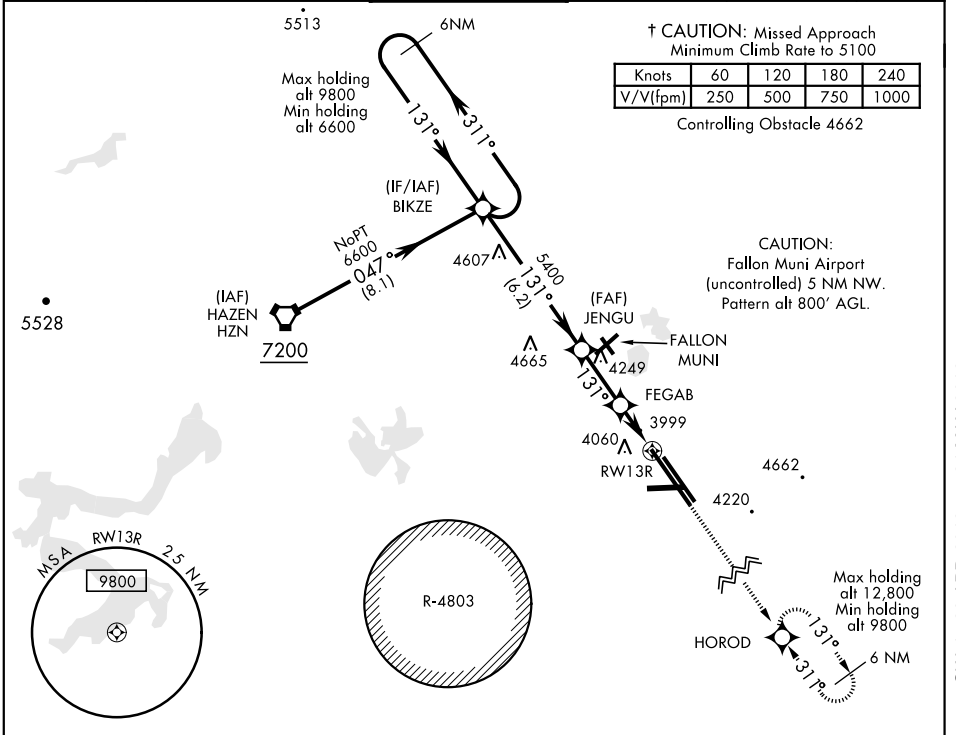 5513
6NM
Max holding
alt 9800
Min holding
alt 6600
131°
311°
† CAUTION: Missed Approach
Minimum Climb Rate to 5100
Knots 60 120 180 240
V/V(fpm) 250 500 750 1000
Controlling Obstacle 4662
(IF/IAF)
BIKZE
NoPT
6600
047°
(8.1)
4607
5400
131°
(6.2)
CAUTION:
Fallon Muni Airport
(uncontrolled) 5 NM NW.
Pattern alt 800' AGL.
(IAF)
HAZEN
HZN
7200
5528
(FAF)
JENGU
4665
FALLON
MUNI
4249
131°
FEGAB
3999
4060
RW13R
4662
4220
MSA RW13R 25 NM
9800
R-4803
Max holding
alt 12,800
Min holding
alt 9800
HOROD
131°
311°
6 NM